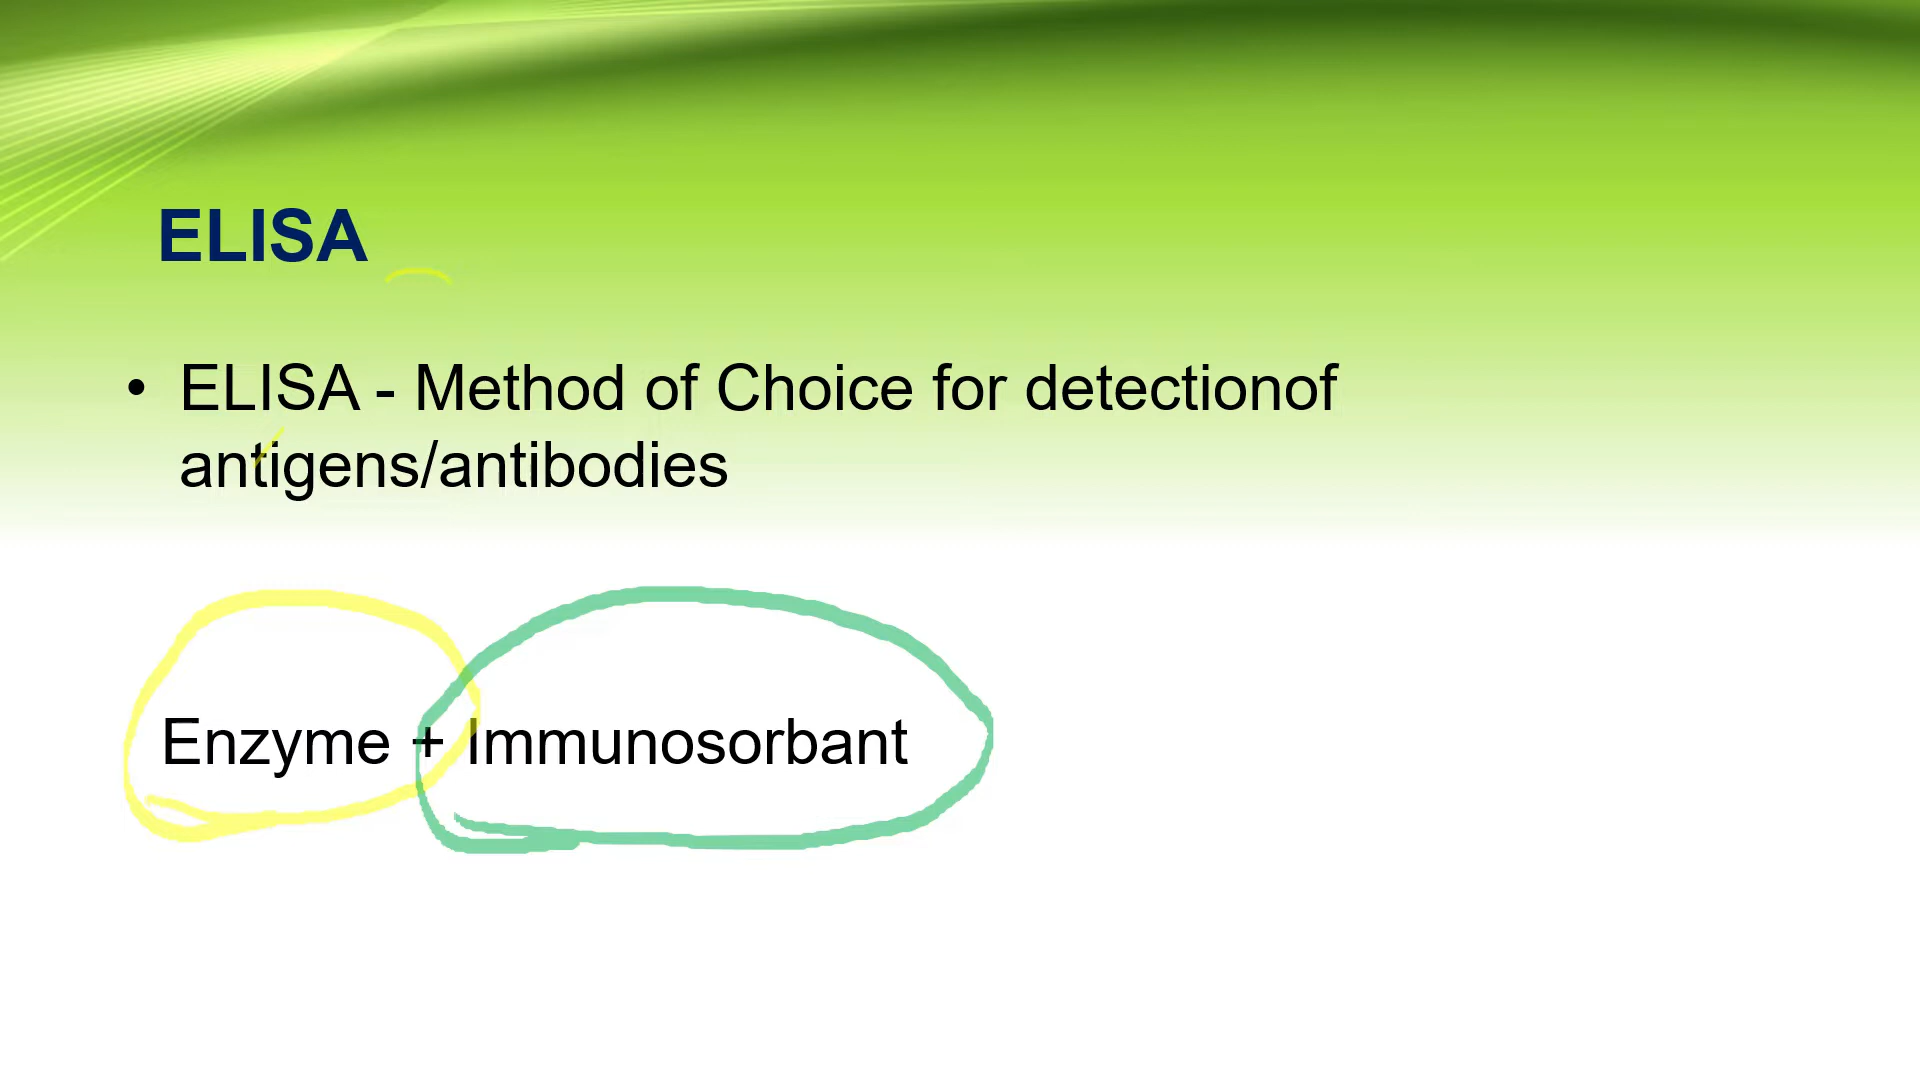 ELISA
• ELISA - Method of Choice for detectionof
antigens/antibodies
Enzyme + Immunosorbant